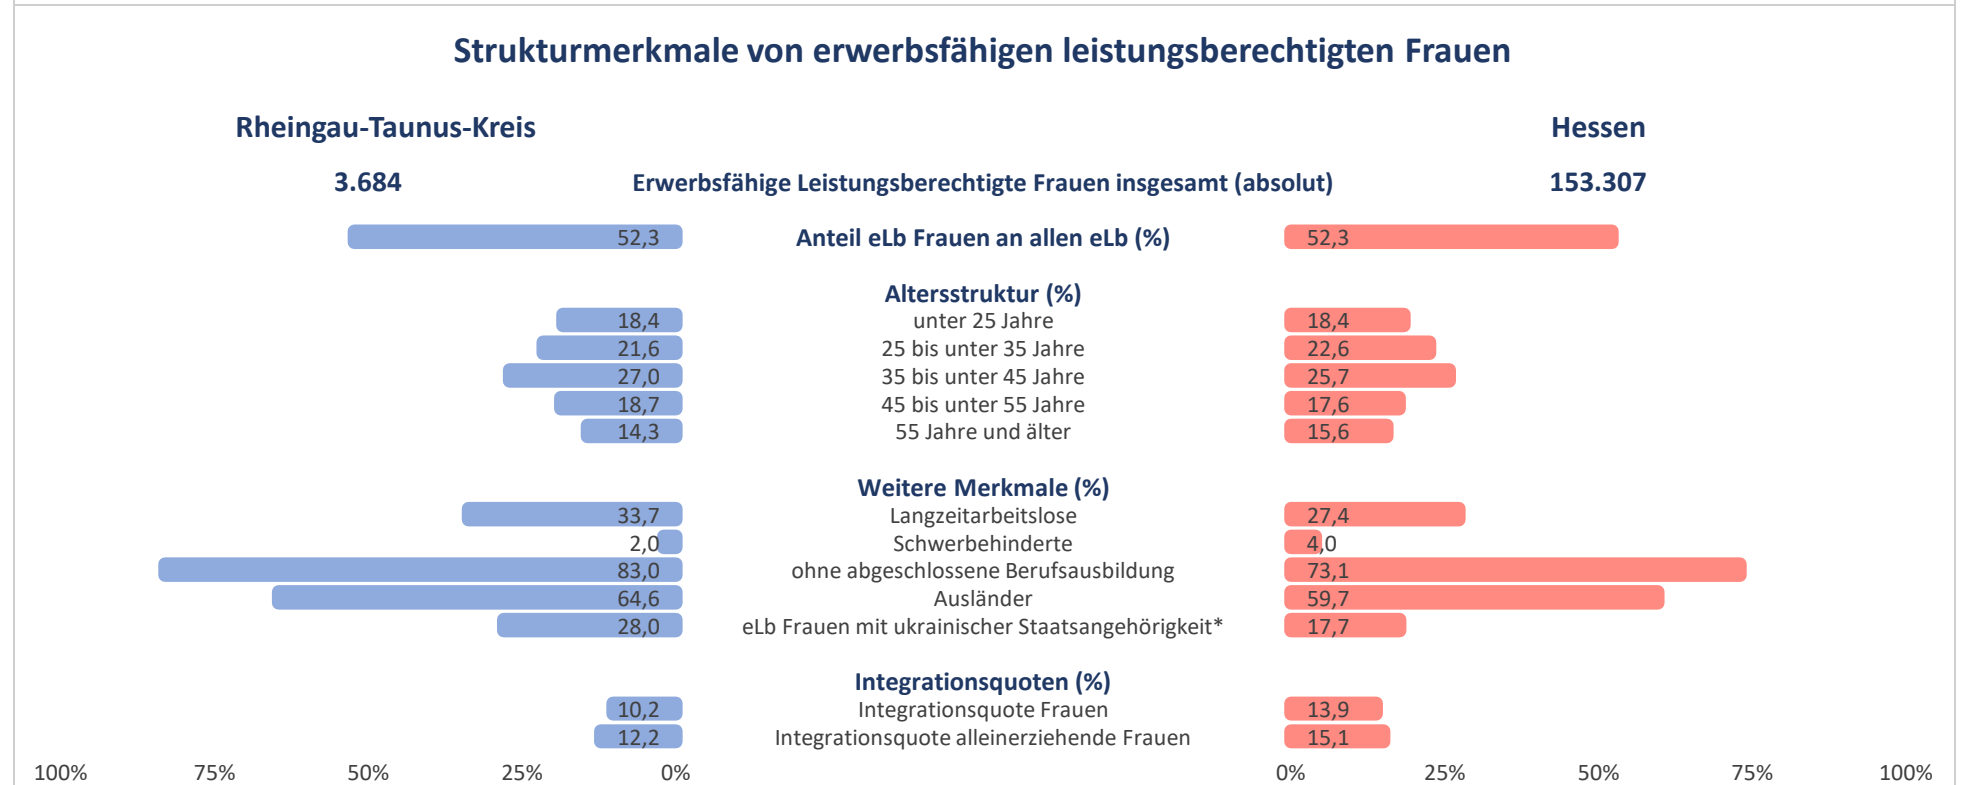 Strukturmerkmale von erwerbsfähigen leistungsberechtigten Frauen
Rheingau-Taunus-Kreis Hessen
3.684 Erwerbsfähige Leistungsberechtigte Frauen insgesamt (absolut) 153.307
52,3 Anteil eLb Frauen an allen eLb (%) 52,3
Altersstruktur (%)
18,4 unter 25 Jahre 18,4
21,6 25 bis unter 35 Jahre 22,6
27,0 35 bis unter 45 Jahre 25,7
18,7 45 bis unter 55 Jahre 17,6
14,3 55 Jahre und älter 15,6
Weitere Merkmale (%)
33,7 Langzeitarbeitslose 27,4
2,0 Schwerbehinderte 4,0
83,0 ohne abgeschlossene Berufsausbildung 73,1
64,6 Ausländer 59,7
28,0 eLb Frauen mit ukrainischer Staatsangehörigkeit* 17,7
Integrationsquoten (%)
10,2 Integrationsquote Frauen 13,9
12,2 Integrationsquote alleinerziehende Frauen 15,1
100% 75% 50% 25% 0% 0% 25% 50% 75% 100%